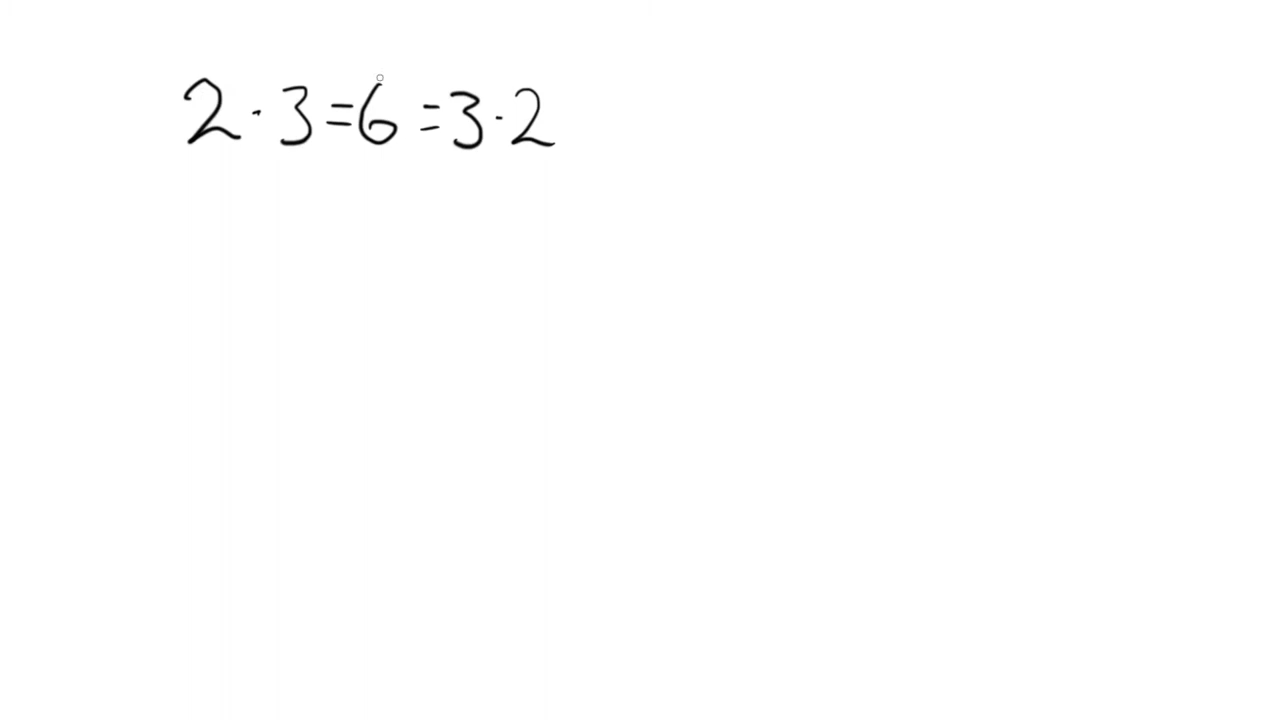 2 · 3 = 6 = 3 · 2